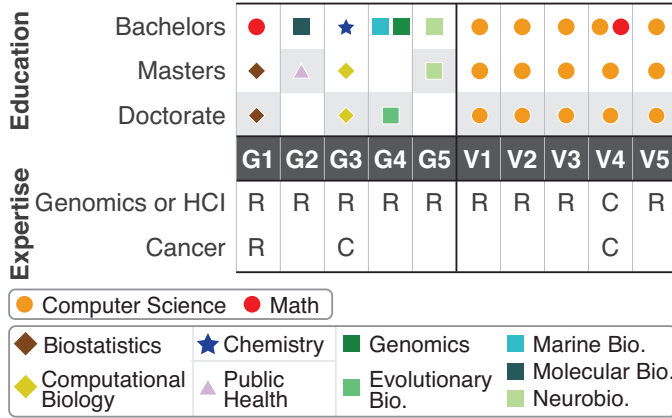 Education
Bachelors
Masters
Doctorate
G1 G2 G3 G4 G5 V1 V2 V3 V4 V5
Expertise
Genomics or HCI R R R R R R R R C R
Cancer R C C
Computer Science Math
Biostatistics Chemistry Genomics Marine Bio.
Computational Biology Public Health Evolutionary Bio. Molecular Bio.
Neurobio.